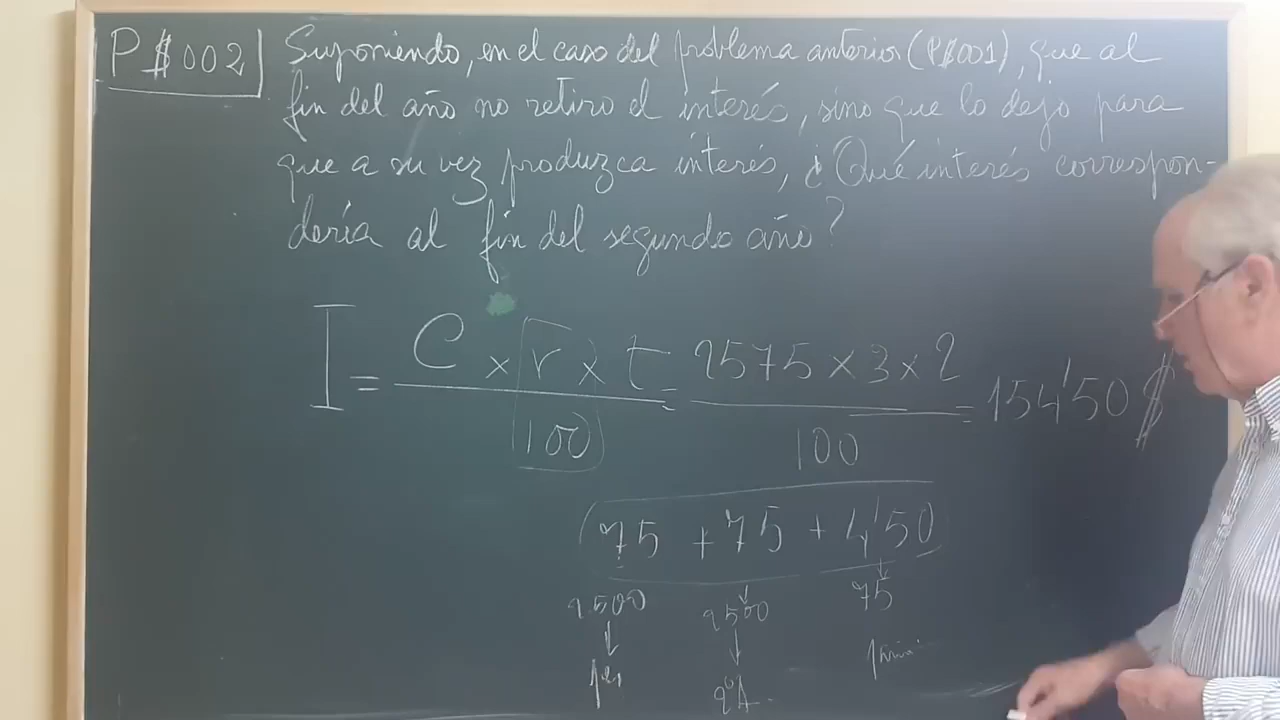 P$002 Suponiendo, en el caso del problema anterior (P$001), que al
fin del año no retiro el interés, sino que lo dejo para
que a su vez produzca interés, ¿Qué interés correspon-
dería al fin del segundo año?
I = C × r × t / 100 = 2575 × 3 × 2 / 100 = 154'50 $
(75 + 75 + 4'50
2500 2500 75
1er 2ºA